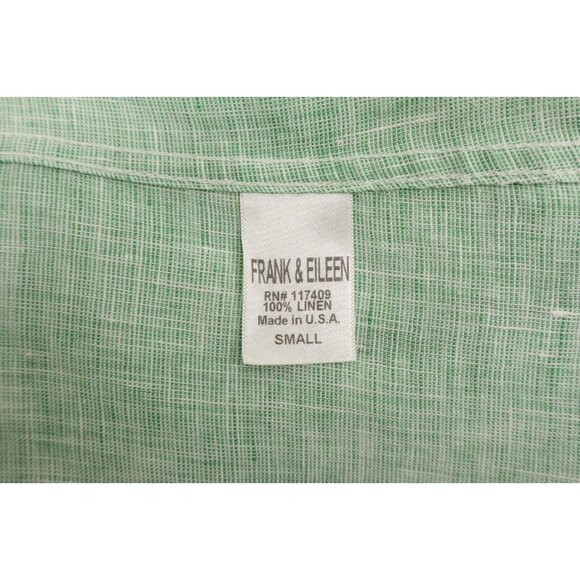 FRANK & EILEEN
RN# 117409
100% LINEN
Made in U.S.A.
SMALL